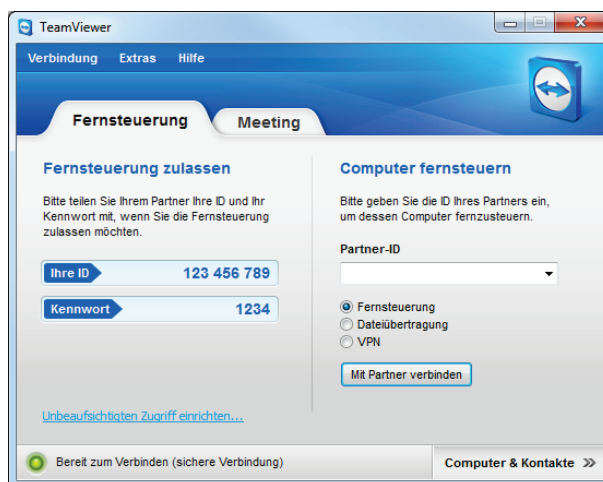 TeamViewer
Verbindung Extras Hilfe
Fernsteuerung Meeting
Fernsteuerung zulassen
Bitte teilen Sie Ihrem Partner Ihre ID und Ihr
Kennwort mit, wenn Sie die Fernsteuerung
zulassen möchten.
Ihre ID 123 456 789
Kennwort 1234
Unbeaufsichtigten Zugriff einrichten...
Computer fernsteuern
Bitte geben Sie die ID Ihres Partners ein,
um dessen Computer fernzusteuern.
Partner-ID
Fernsteuerung
Dateiübertragung
VPN
Mit Partner verbinden
Bereit zum Verbinden (sichere Verbindung)
Computer & Kontakte >>